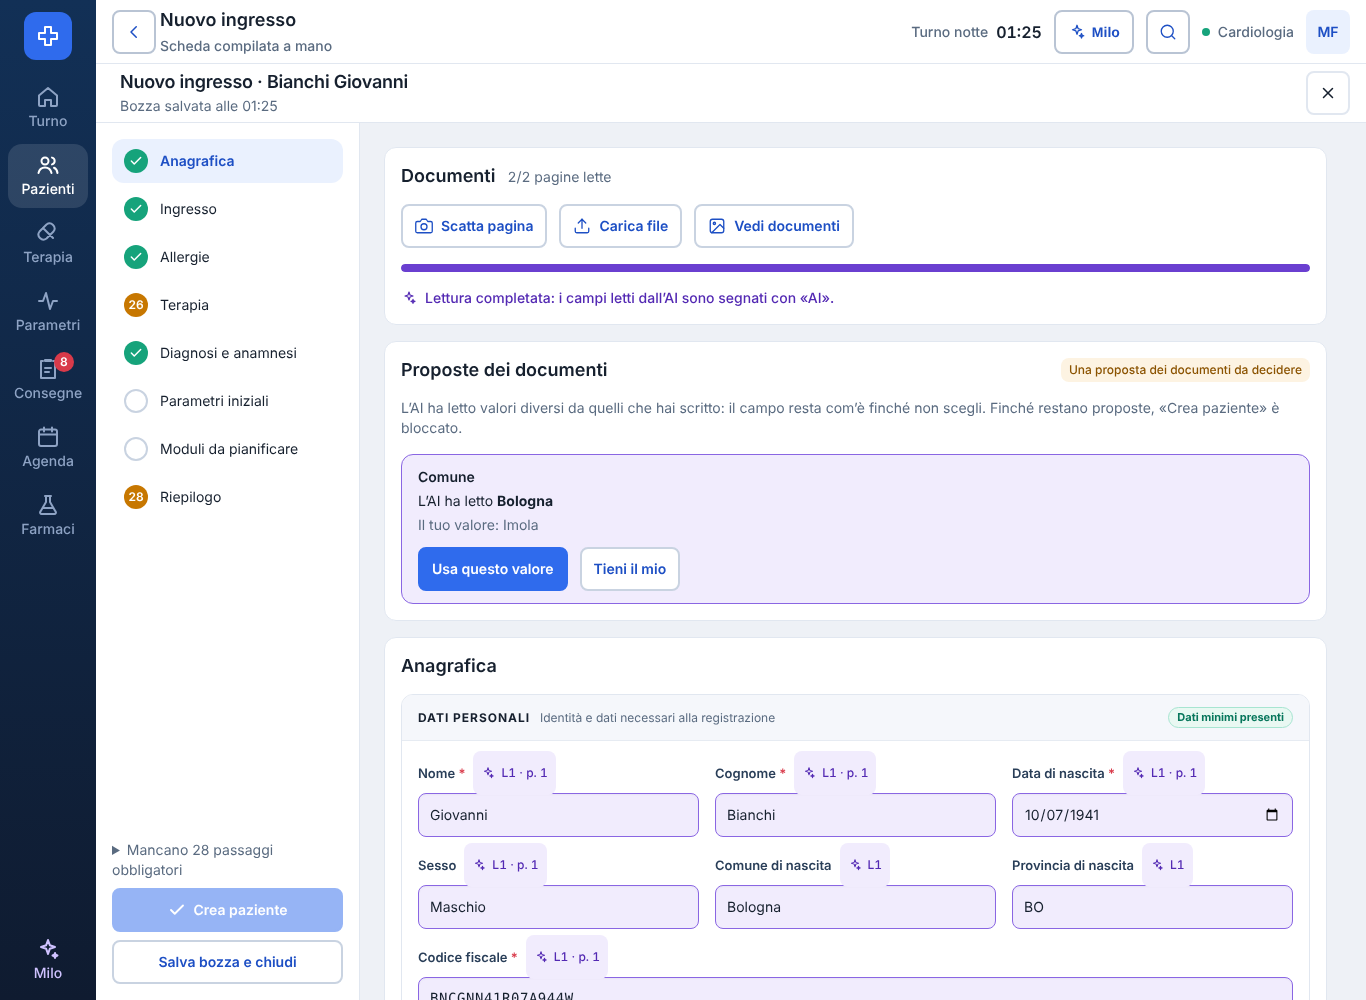 Nuovo ingresso
Scheda compilata a mano
Turno notte 01:25
Milo
Cardiologia
MF
Turno
Pazienti
Terapia
Parametri
8
Consegne
Agenda
Farmaci
Milo
Nuovo ingresso · Bianchi Giovanni
Bozza salvata alle 01:25
Anagrafica
Ingresso
Allergie
26 Terapia
Diagnosi e anamnesi
Parametri iniziali
Moduli da pianificare
28 Riepilogo
Mancano 28 passaggi
obbligatori
Crea paziente
Salva bozza e chiudi
Documenti 2/2 pagine lette
Scatta pagina Carica file Vedi documenti
Lettura completata: i campi letti dall’AI sono segnati con «AI».
Proposte dei documenti Una proposta dei documenti da decidere
L’AI ha letto valori diversi da quelli che hai scritto: il campo resta com’è finché non scegli. Finché restano proposte, «Crea paziente» è
bloccato.
Comune
L’AI ha letto Bologna
Il tuo valore: Imola
Usa questo valore Tieni il mio
Anagrafica
DATI PERSONALI Identità e dati necessari alla registrazione Dati minimi presenti
Nome * L1 · p. 1 Cognome * L1 · p. 1 Data di nascita * L1 · p. 1
Giovanni Bianchi 10/07/1941
Sesso L1 · p. 1 Comune di nascita L1 Provincia di nascita L1
Maschio Bologna BO
Codice fiscale * L1 · p. 1
BNCGNN41R07A944W